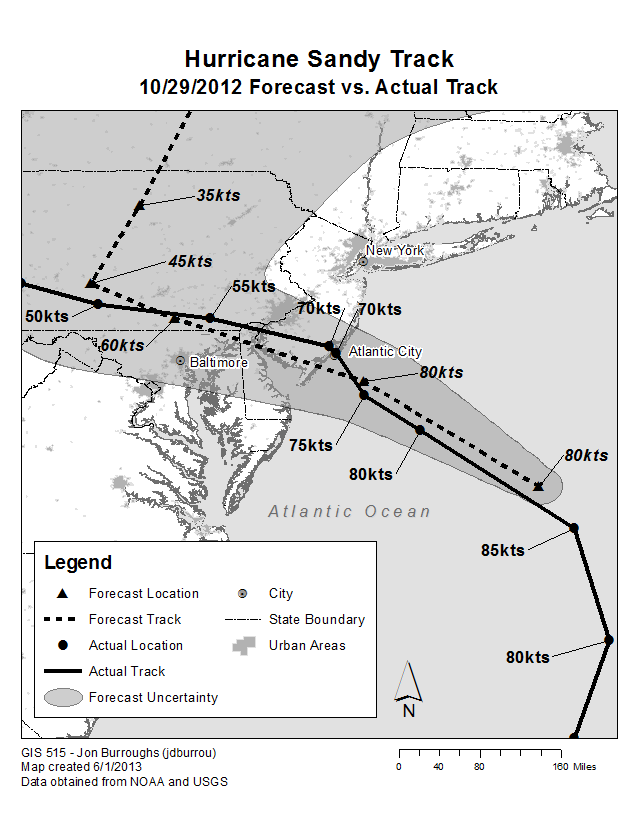 Hurricane Sandy Track
10/29/2012 Forecast vs. Actual Track
35kts
New York
45kts
55kts
50kts
70kts
70kts
60kts
Atlantic City
Baltimore
80kts
75kts
80kts
80kts
Atlantic Ocean
85kts
80kts
Legend
Forecast Location
City
Forecast Track
State Boundary
Actual Location
Urban Areas
Actual Track
Forecast Uncertainty
N
GIS 515 - Jon Burroughs (jdburrou)
Map created 6/1/2013
Data obtained from NOAA and USGS
0 40 80 160 Miles